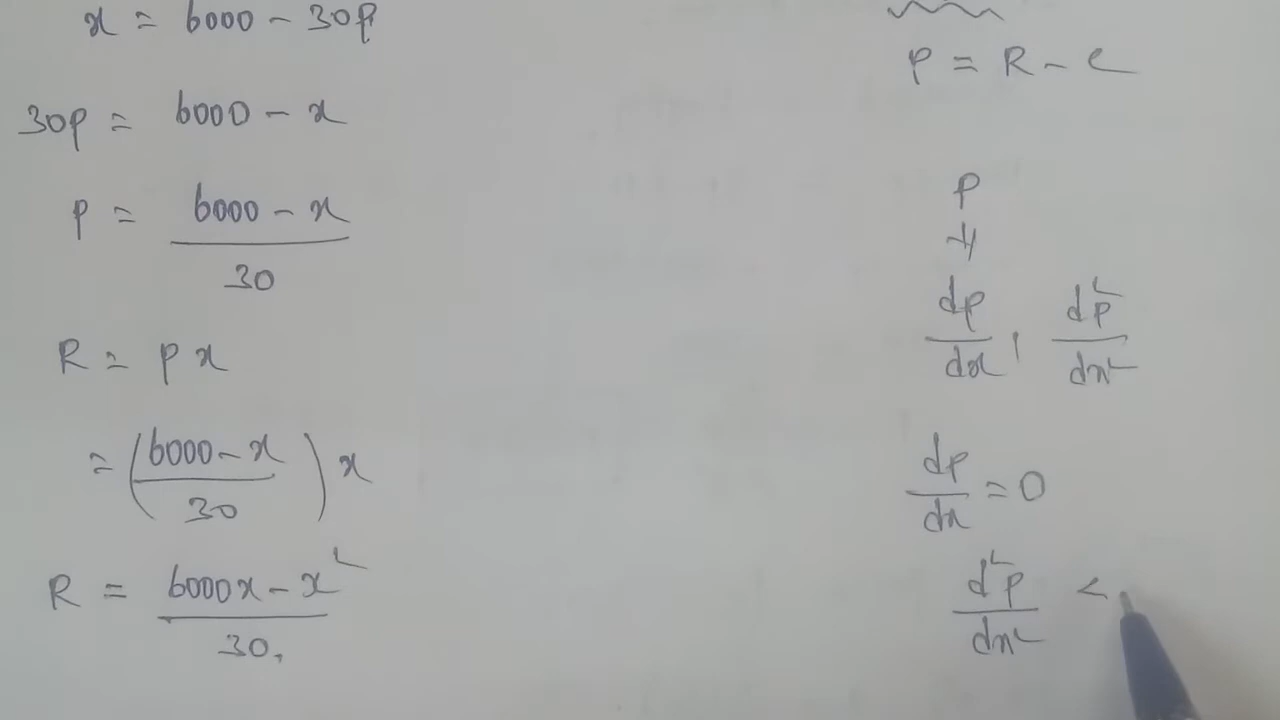 x = 6000 - 30p
30p = 6000 - x
p = 6000 - x
30
R = px
= (6000 - x
30) x
R = 6000x - x²
30.
P = R - C
P
dp
dx , d²p
dx²
dp
dx = 0
d²p
dx² <